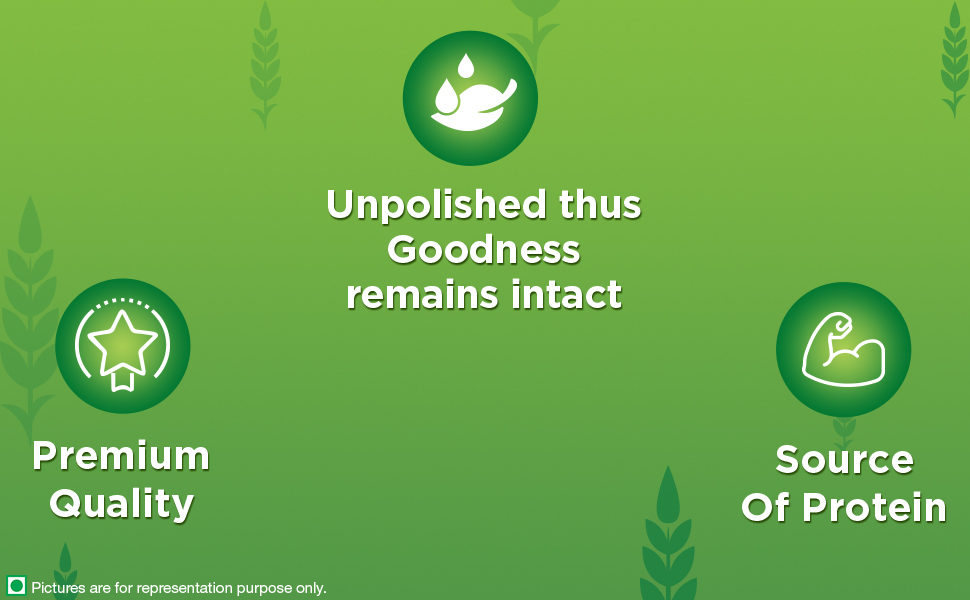 Unpolished thus
Goodness
remains intact
Premium
Quality
Source
Of Protein
Pictures are for representation purpose only.